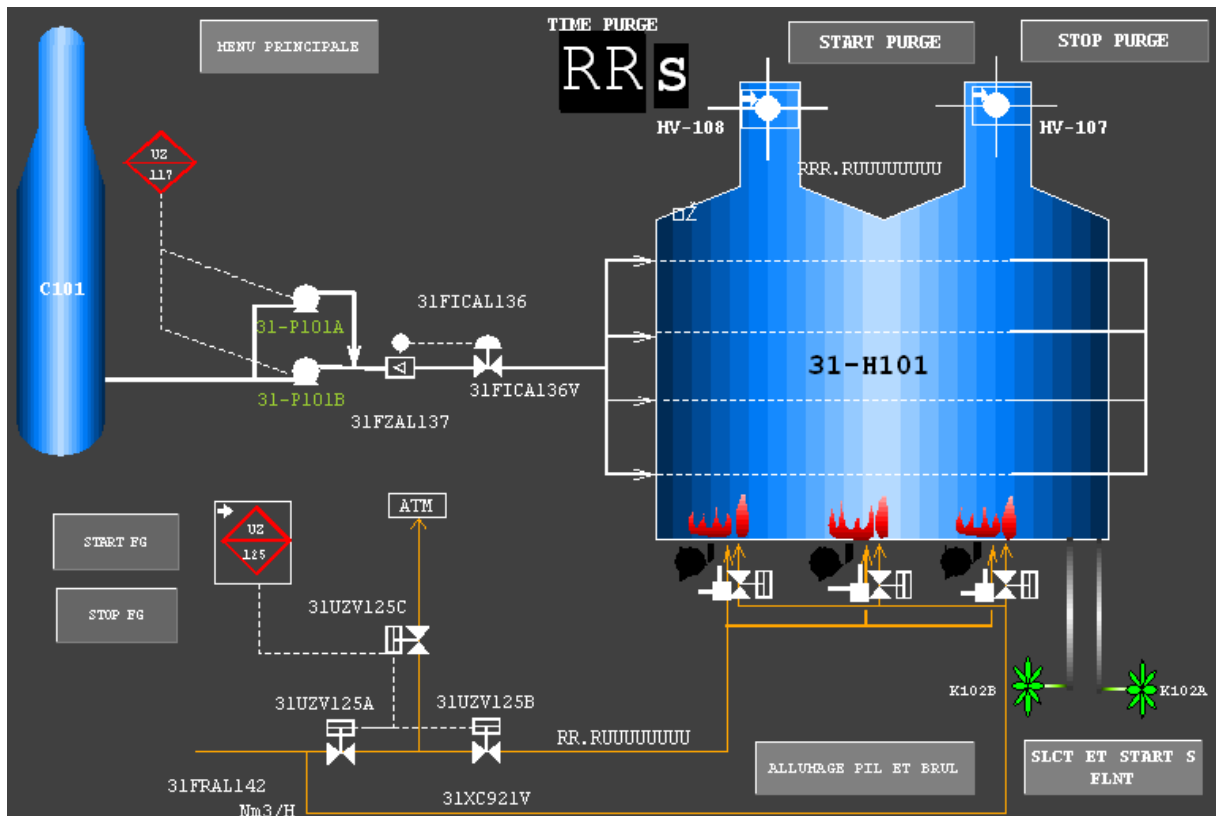 TIME PURGE
MENU PRINCIPALE
START PURGE
STOP PURGE
RR s
HV-108
HV-107
UZ
117
RRR.RUUUUUUUU
□Ž
C101
31FICAL136
31-P101A
31-H101
31-P101B
31FICA136V
31FZAL137
ATM
START FG
UZ
125
STOP FG
31UZV125C
K102B
K102A
31UZV125A
31UZV125B
RR.RUUUUUUUU
ALLUHAGE PIL ET BRUL
SLCT ET START S
FLNT
31FRAL142
31XC921V
Nm3/H